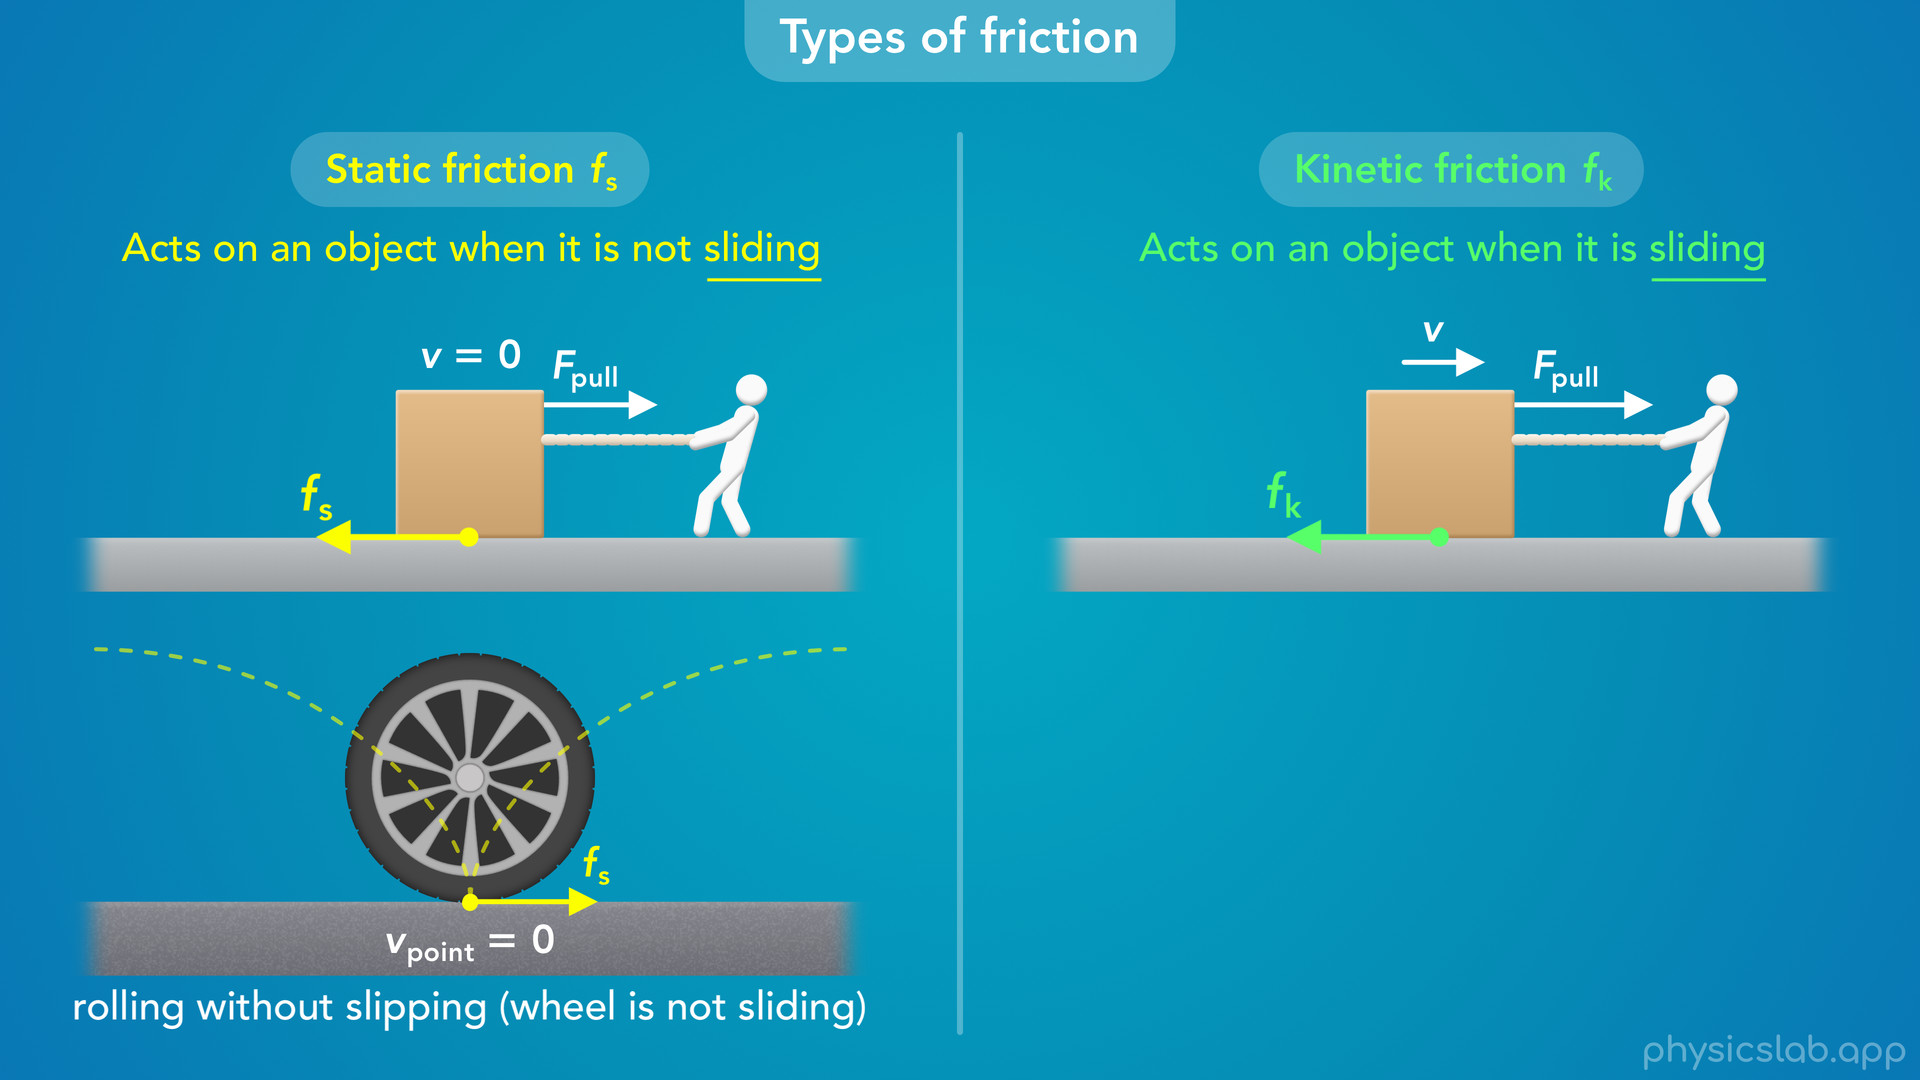 Types of friction
Static friction fs
Acts on an object when it is not sliding
v = 0
Fpull
fs
fs
vpoint = 0
rolling without slipping (wheel is not sliding)
Kinetic friction fk
Acts on an object when it is sliding
v
Fpull
fk
physicslab.app